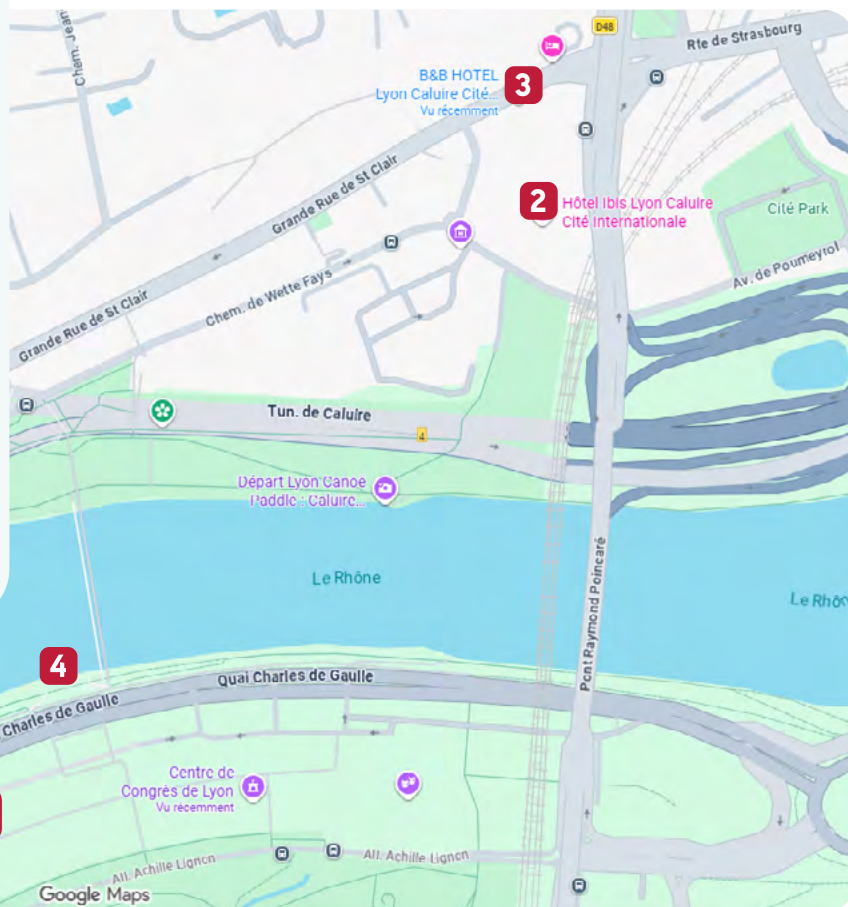 Chem. Jean
D48
Rte de Strasbourg
B&B HOTEL
Lyon Caluire Cité...
Vu récemment
3
2
Hôtel Ibis Lyon Caluire
Cité Internationale
Cité Park
Grande Rue de St Clair
Av. de Poumeyrol
Chem. de Wette Fays
Grande Rue de St Clair
Tun. de Caluire
4
Départ Lyon Canoe
Paddle : Caluire...
Pont Raymond Poincaré
Le Rhône
Le Rhôn
4
Quai Charles de Gaulle
Charles de Gaulle
Centre de
Congrès de Lyon
Vu récemment
All. Achille Lignon
All. Achille Lignon
Google Maps